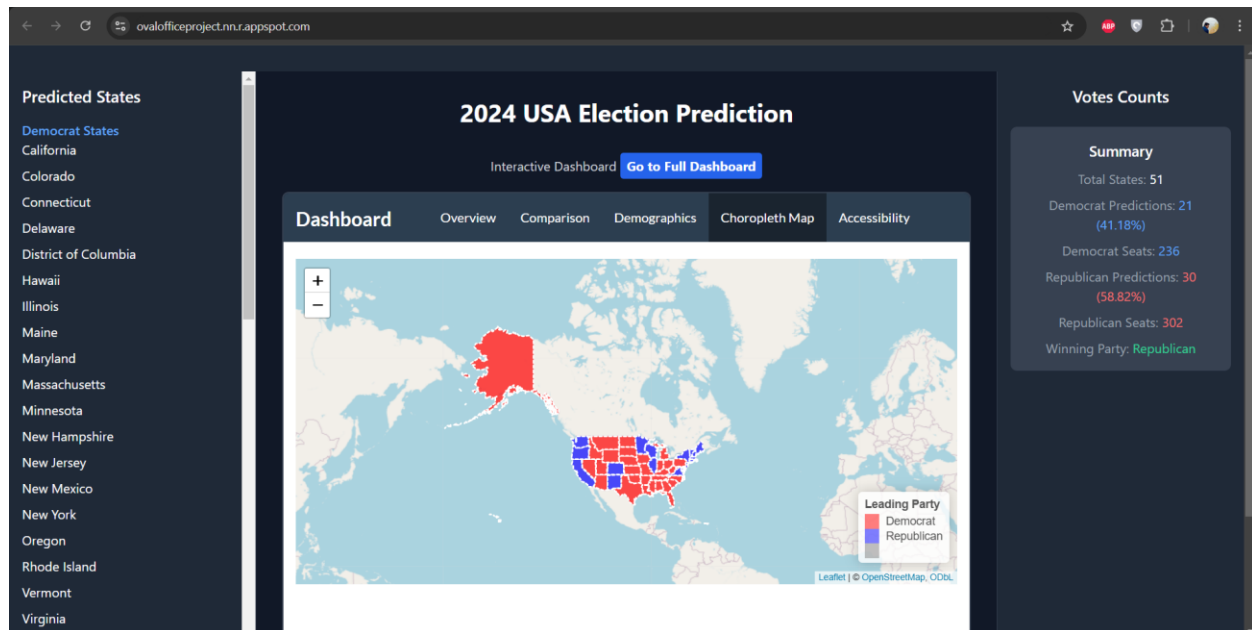 ovalofficeproject.nn.r.appspot.com
ABP
Predicted States
Democrat States
California
Colorado
Connecticut
Delaware
District of Columbia
Hawaii
Illinois
Maine
Maryland
Massachusetts
Minnesota
New Hampshire
New Jersey
New Mexico
New York
Oregon
Rhode Island
Vermont
Virginia
2024 USA Election Prediction
Interactive Dashboard Go to Full Dashboard
Dashboard Overview Comparison Demographics Choropleth Map Accessibility
+
−
Leading Party
Democrat
Republican
Leaflet | © OpenStreetMap, ODbL
Votes Counts
Summary
Total States: 51
Democrat Predictions: 21
(41.18%)
Democrat Seats: 236
Republican Predictions: 30
(58.82%)
Republican Seats: 302
Winning Party: Republican